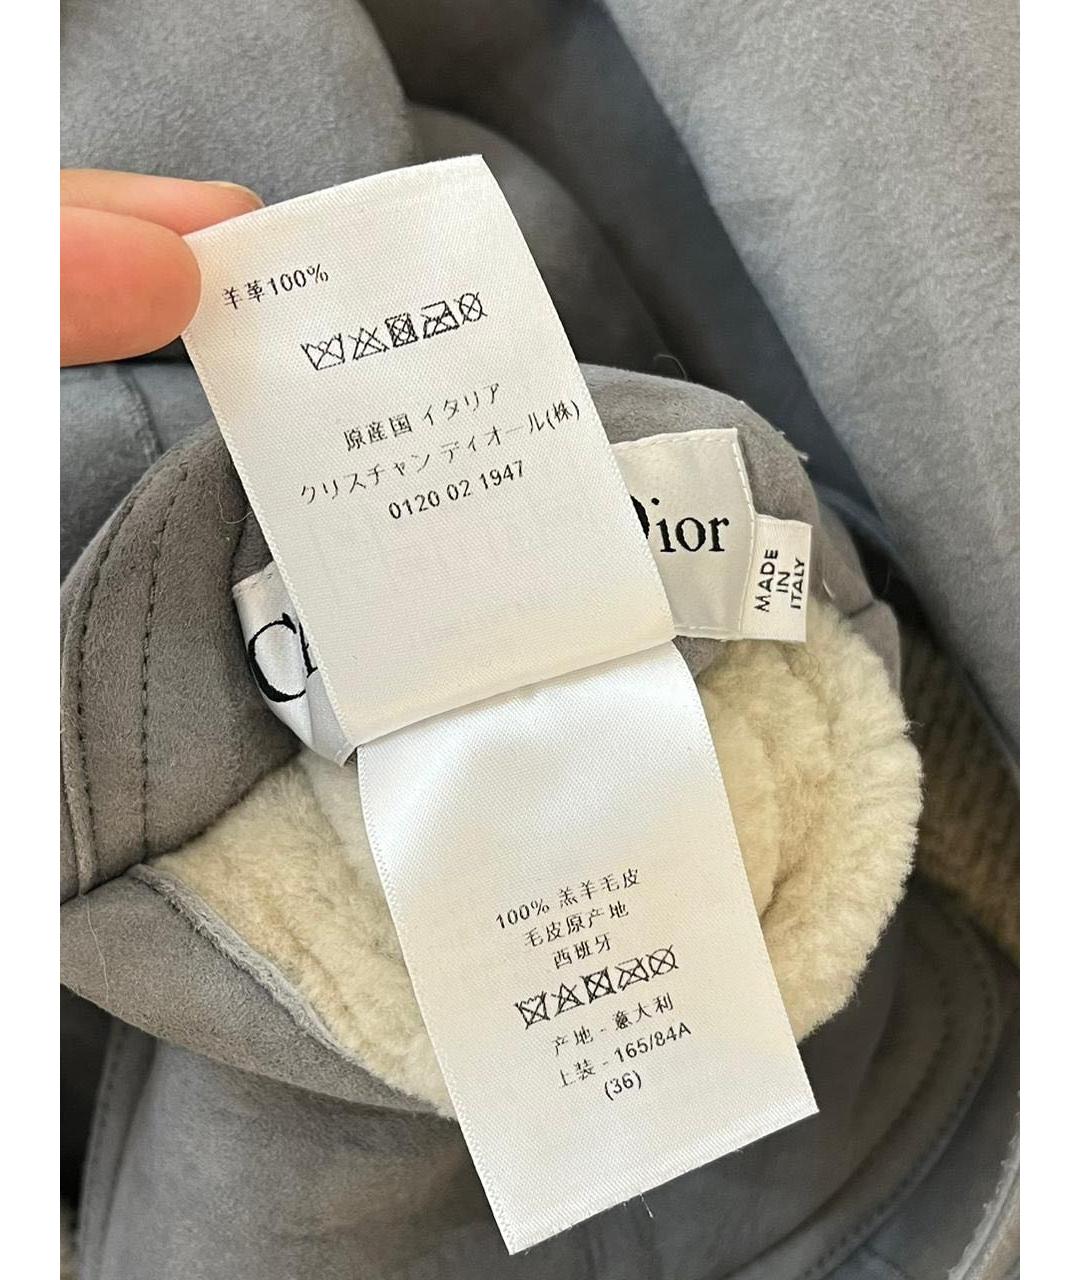 羊革100%
原産国 イタリア
クリスチャン ディオール(株)
0120 02 1947
Dior
MADE
IN
ITALY
100% 羔羊毛皮
毛皮原产地
西班牙
产地 - 意大利
上装 - 165/84A
(36)